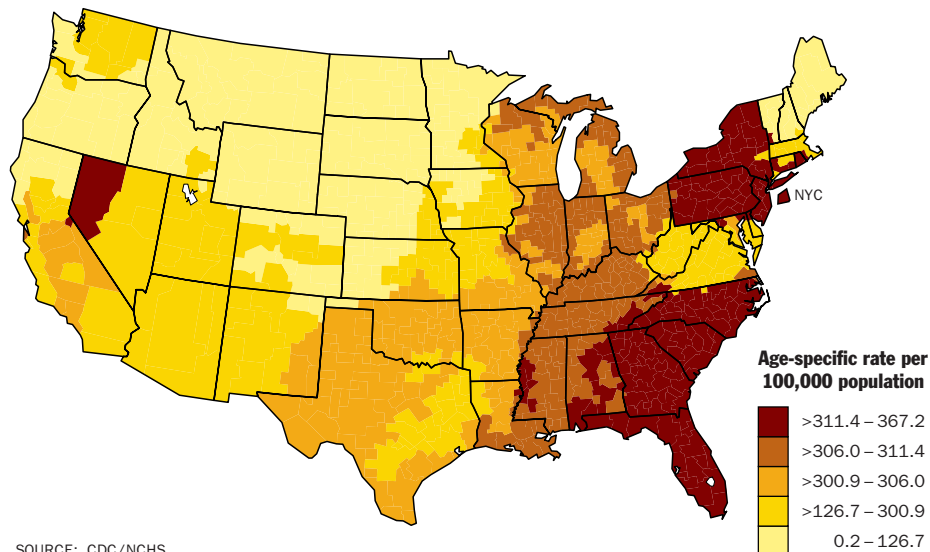 NYC
Age-specific rate per
100,000 population
>311.4 – 367.2
>306.0 – 311.4
>300.9 – 306.0
>126.7 – 300.9
0.2 – 126.7
SOURCE: CDC/NCHS